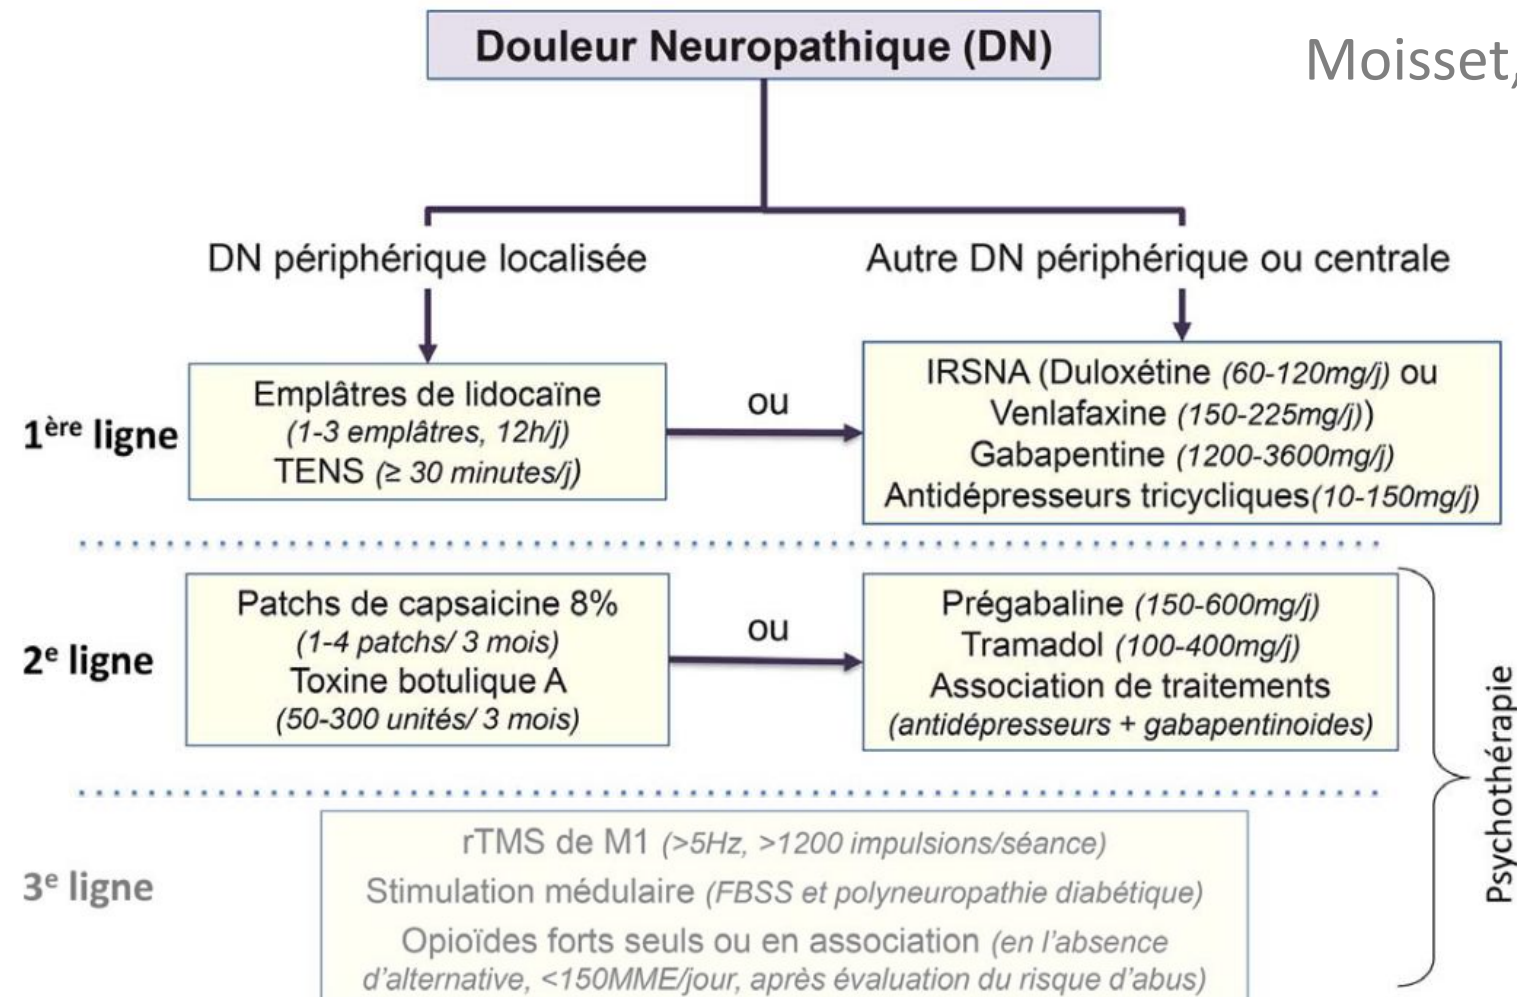 Douleur Neuropathique (DN)
Moisset,
DN périphérique localisée
Autre DN périphérique ou centrale
1ère ligne
Emplâtres de lidocaïne
(1-3 emplâtres, 12h/j)
TENS (≥ 30 minutes/j)
ou
IRSNA (Duloxétine (60-120mg/j) ou
Venlafaxine (150-225mg/j))
Gabapentine (1200-3600mg/j)
Antidépresseurs tricycliques(10-150mg/j)
2e ligne
Patchs de capsaicine 8%
(1-4 patchs/ 3 mois)
Toxine botulique A
(50-300 unités/ 3 mois)
ou
Prégabaline (150-600mg/j)
Tramadol (100-400mg/j)
Association de traitements
(antidépresseurs + gabapentinoides)
3e ligne
rTMS de M1 (>5Hz, >1200 impulsions/séance)
Stimulation médulaire (FBSS et polyneuropathie diabétique)
Opioïdes forts seuls ou en association (en l'absence
d'alternative, <150MME/jour, après évaluation du risque d'abus)
Psychothérapie